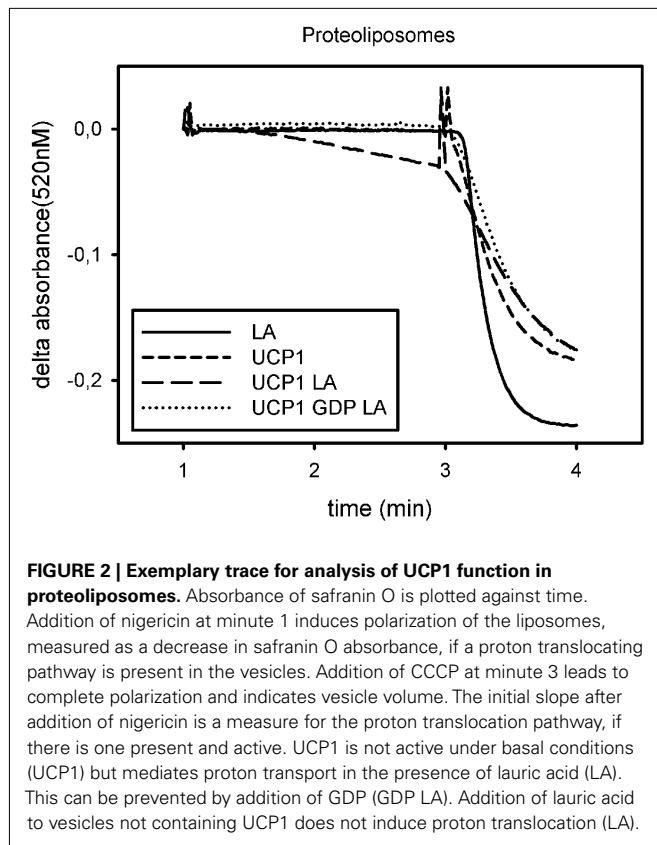 Proteoliposomes
delta absorbance(520nM)
0,0
-0,1
-0,2
LA
UCP1
UCP1 LA
UCP1 GDP LA
1
2
3
4
time (min)
FIGURE 2 | Exemplary trace for analysis of UCP1 function in
proteoliposomes. Absorbance of safranin O is plotted against time.
Addition of nigericin at minute 1 induces polarization of the liposomes,
measured as a decrease in safranin O absorbance, if a proton translocating
pathway is present in the vesicles. Addition of CCCP at minute 3 leads to
complete polarization and indicates vesicle volume. The initial slope after
addition of nigericin is a measure for the proton translocation pathway, if
there is one present and active. UCP1 is not active under basal conditions
(UCP1) but mediates proton transport in the presence of lauric acid (LA).
This can be prevented by addition of GDP (GDP LA). Addition of lauric acid
to vesicles not containing UCP1 does not induce proton translocation (LA).